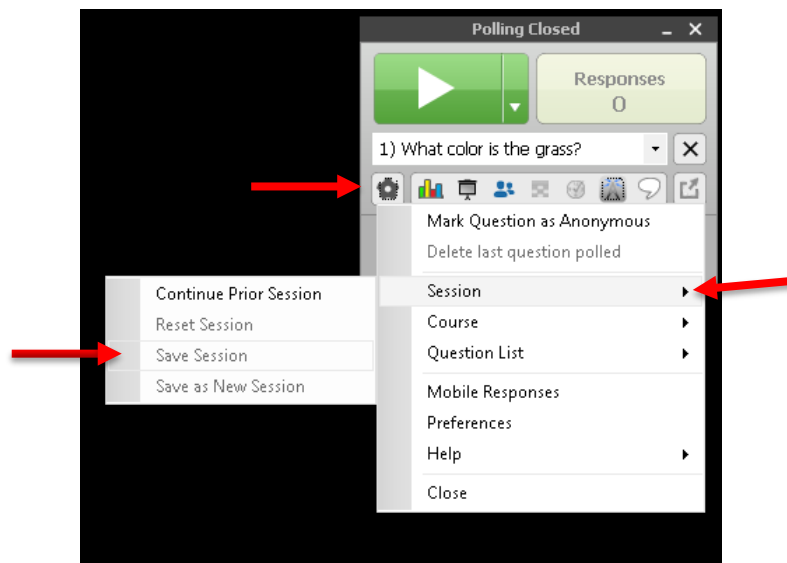 Polling Closed
Responses
0
1) What color is the grass?
Mark Question as Anonymous
Delete last question polled
Session
Course
Question List
Mobile Responses
Preferences
Help
Close
Continue Prior Session
Reset Session
Save Session
Save as New Session